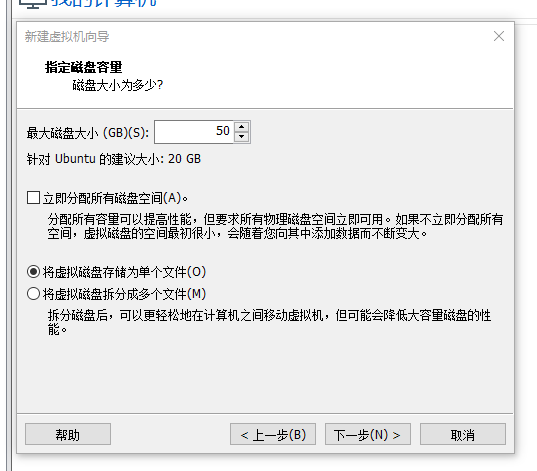 我的计算机
新建虚拟机向导
指定磁盘容量
磁盘大小为多少?
最大磁盘大小 (GB)(S): 50
针对 Ubuntu 的建议大小: 20 GB
立即分配所有磁盘空间(A)。
分配所有容量可以提高性能，但要求所有物理磁盘空间立即可用。如果不立即分配所有
空间，虚拟磁盘的空间最初很小，会随着您向其中添加数据而不断变大。
将虚拟磁盘存储为单个文件(O)
将虚拟磁盘拆分成多个文件(M)
拆分磁盘后，可以更轻松地在计算机之间移动虚拟机，但可能会降低大容量磁盘的性
能。
帮助 < 上一步(B) 下一步(N) > 取消